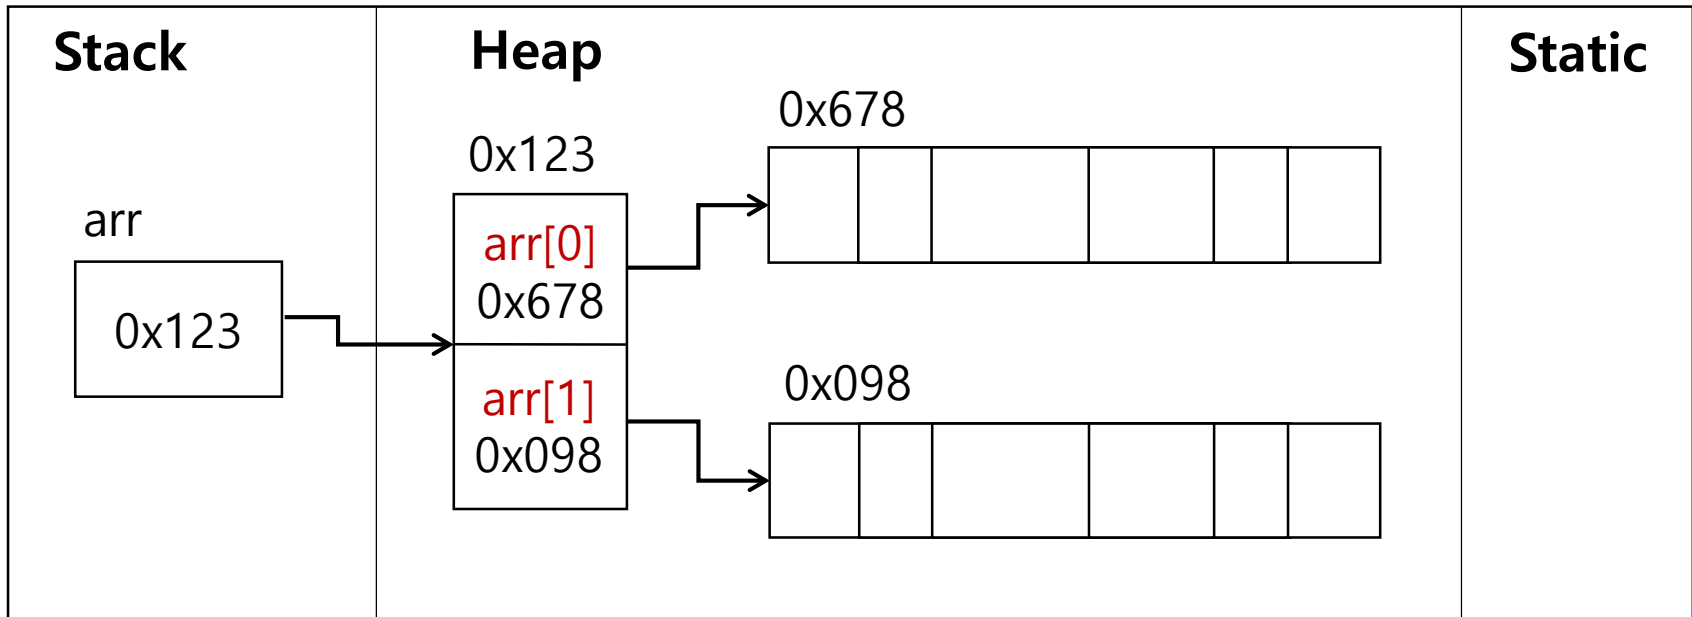 Stack
Heap
Static
0x678
0x123
arr
arr[0]
0x678
0x123
0x098
arr[1]
0x098